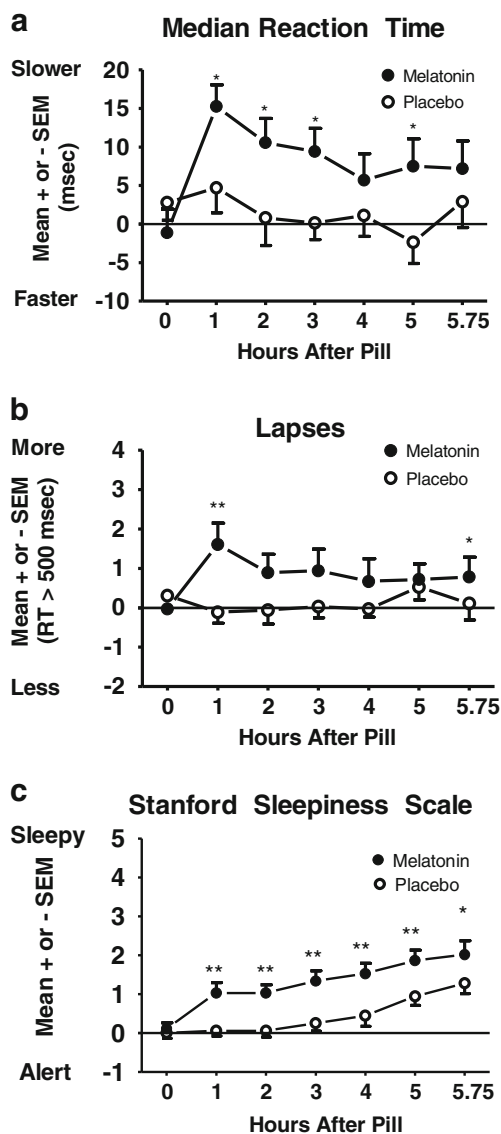 a
Median Reaction Time
Slower
20
15
10
5
0
-5
-10
Faster
Mean + or - SEM
(msec)
Melatonin
Placebo
*
*
*
*
0 1 2 3 4 5 5.75
Hours After Pill
b
Lapses
More
4
3
2
1
0
-1
-2
Less
Mean + or - SEM
(RT > 500 msec)
Melatonin
Placebo
**
*
0 1 2 3 4 5 5.75
Hours After Pill
c
Stanford Sleepiness Scale
Sleepy
5
4
3
2
1
0
-1
Alert
Mean + or - SEM
Melatonin
Placebo
**
**
**
**
**
*
0 1 2 3 4 5 5.75
Hours After Pill